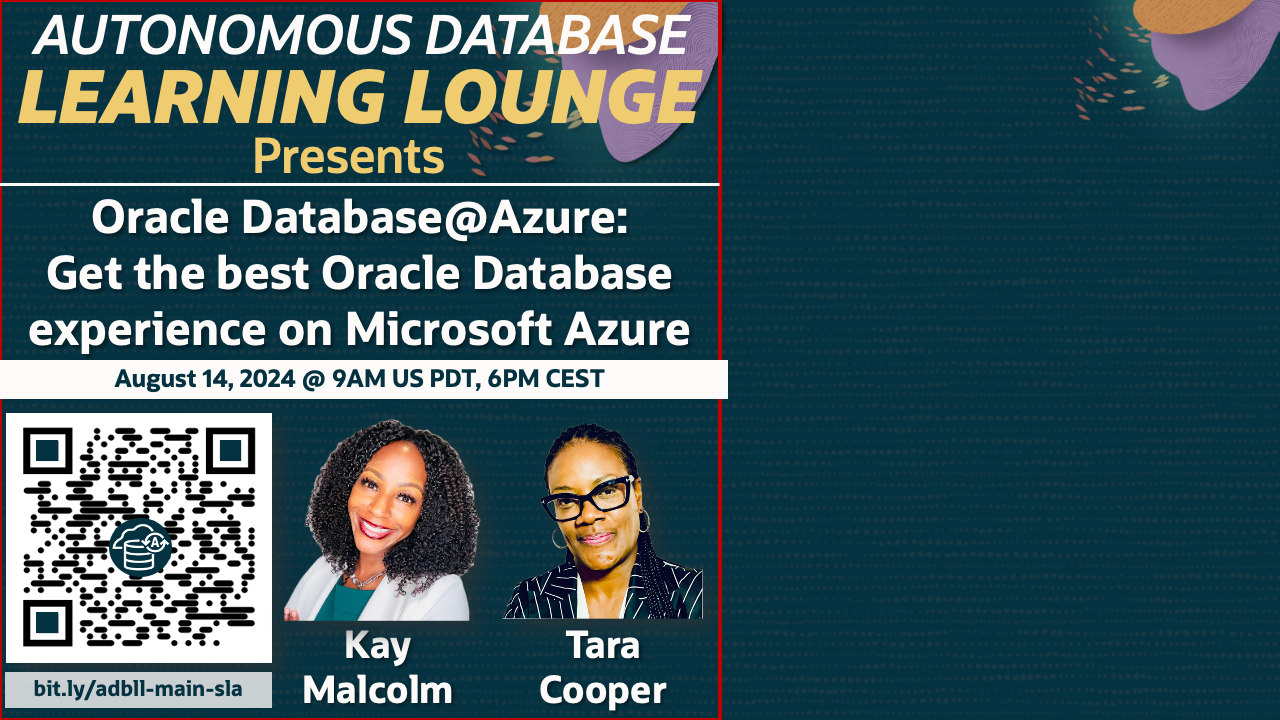 AUTONOMOUS DATABASE
LEARNING LOUNGE
Presents
Oracle Database@Azure:
Get the best Oracle Database
experience on Microsoft Azure
August 14, 2024 @ 9AM US PDT, 6PM CEST
A
bit.ly/adbll-main-sla
Kay
Malcolm
Tara
Cooper